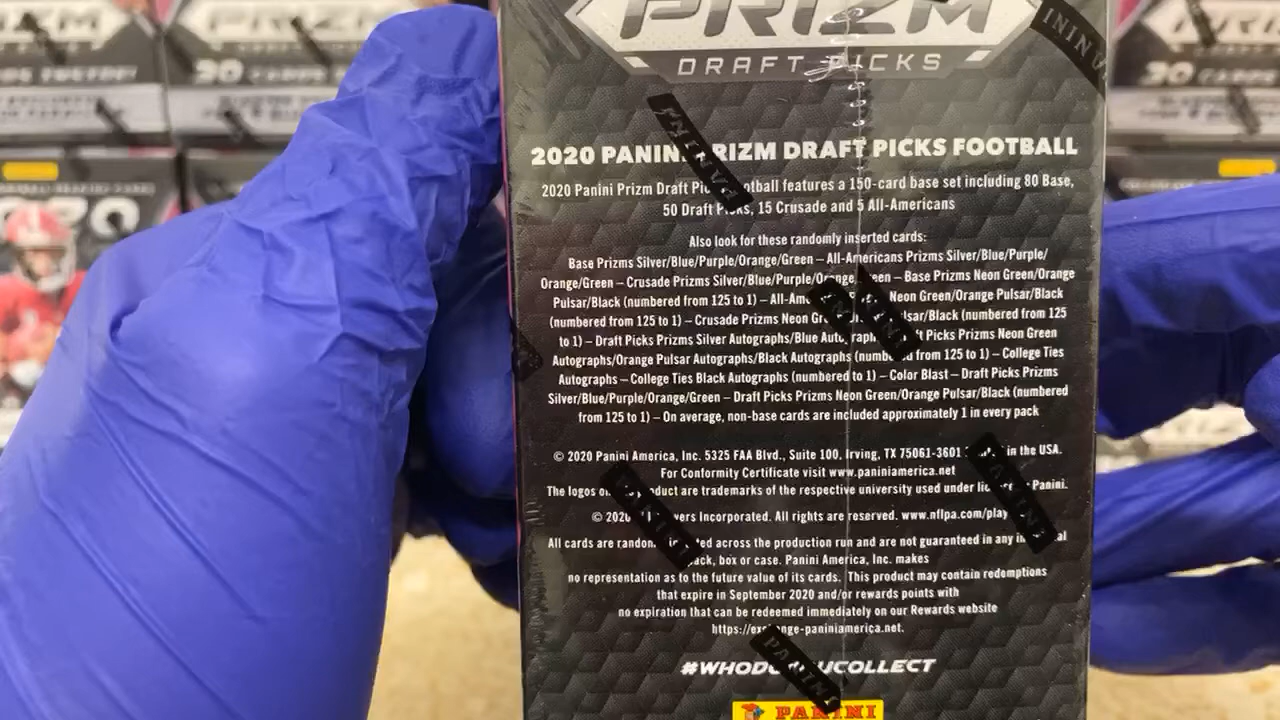 PRIZM
DRAFT PICKS
2020 PANINI PRIZM DRAFT PICKS FOOTBALL
2020 Panini Prizm Draft Picks Football features a 150-card base set including 80 Base,
50 Draft Picks, 15 Crusade and 5 All-Americans
Also look for these randomly inserted cards:
Base Prizms Silver/Blue/Purple/Orange/Green – All-Americans Prizms Silver/Blue/Purple/
Orange/Green – Crusade Prizms Silver/Blue/Purple/Orange/Green – Base Prizms Neon Green/Orange
Pulsar/Black (numbered from 125 to 1) – All-Ame Neon Green/Orange Pulsar/Black
(numbered from 125 to 1) – Crusade Prizms Neon Gre lsar/Black (numbered from 125
to 1) – Draft Picks Prizms Silver Autographs/Blue Autograph ft Picks Prizms Neon Green
Autographs/Orange Pulsar Autographs/Black Autographs (numbered from 125 to 1) – College Ties
Autographs – College Ties Black Autographs (numbered to 1) – Color Blast – Draft Picks Prizms
Silver/Blue/Purple/Orange/Green – Draft Picks Prizms Neon Green/Orange Pulsar/Black (numbered
from 125 to 1) – On average, non-base cards are included approximately 1 in every pack
© 2020 Panini America, Inc. 5325 FAA Blvd., Suite 100, Irving, TX 75061-3601 in the USA.
For Conformity Certificate visit www.paniniamerica.net
The logos on product are trademarks of the respective university used under license Panini.
© 2020 yers Incorporated. All rights are reserved. www.nflpa.com/play
All cards are random ted across the production run and are not guaranteed in any in al
pack, box or case. Panini America, Inc. makes
no representation as to the future value of its cards. This product may contain redemptions
that expire in September 2020 and/or rewards points with
no expiration that can be redeemed immediately on our Rewards website
https://exchange-paniniamerica.net.
#WHODOYOUCOLLECT
PANINI